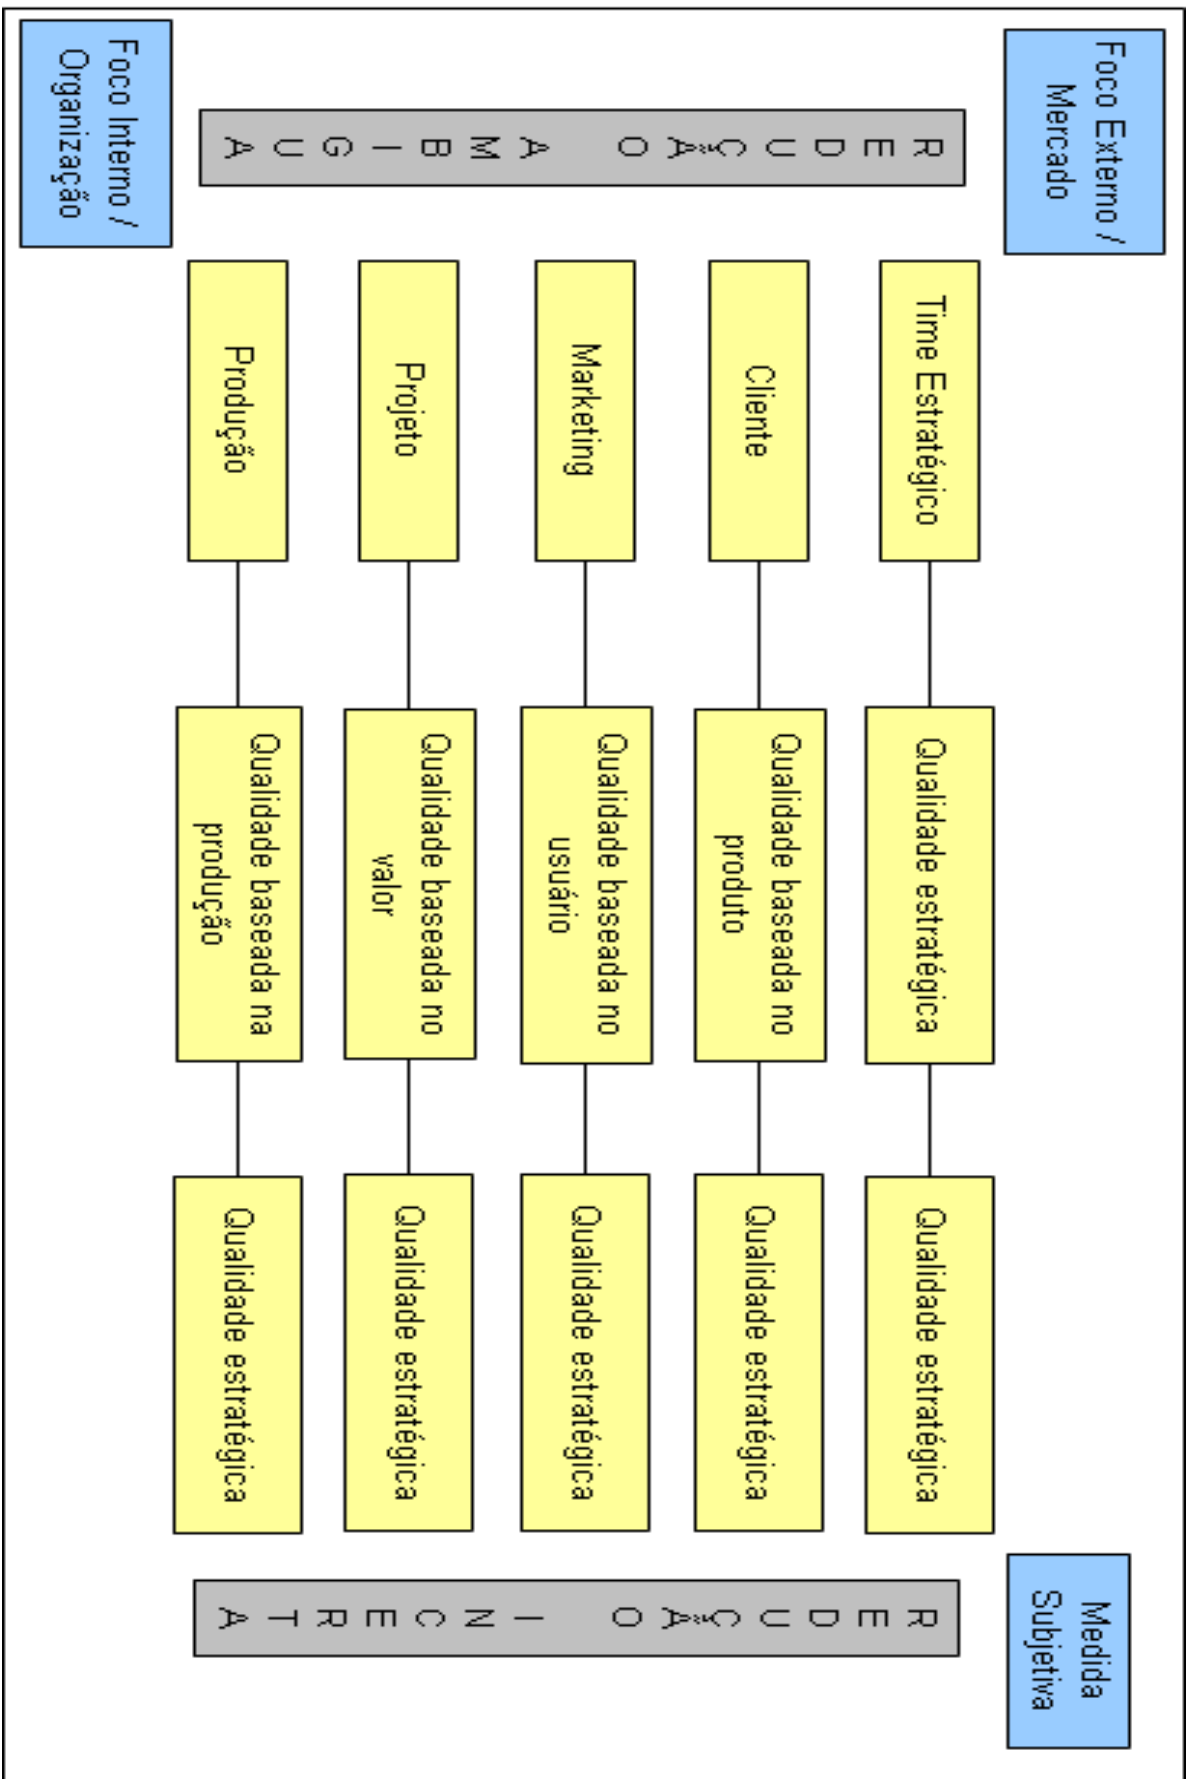 Foco Externo /
Mercado
Time Estratégico
Qualidade estratégica
Qualidade estratégica
Medida
Subjetiva
Cliente
Qualidade baseada no
produto
Qualidade estratégica
Marketing
Qualidade baseada no
usuário
Qualidade estratégica
Projeto
Qualidade baseada no
valor
Qualidade estratégica
Produção
Qualidade baseada na
produção
Qualidade estratégica
Foco Interno /
Organização
REDUÇÃO AMBIGUA
REDUÇÃO INCERTA